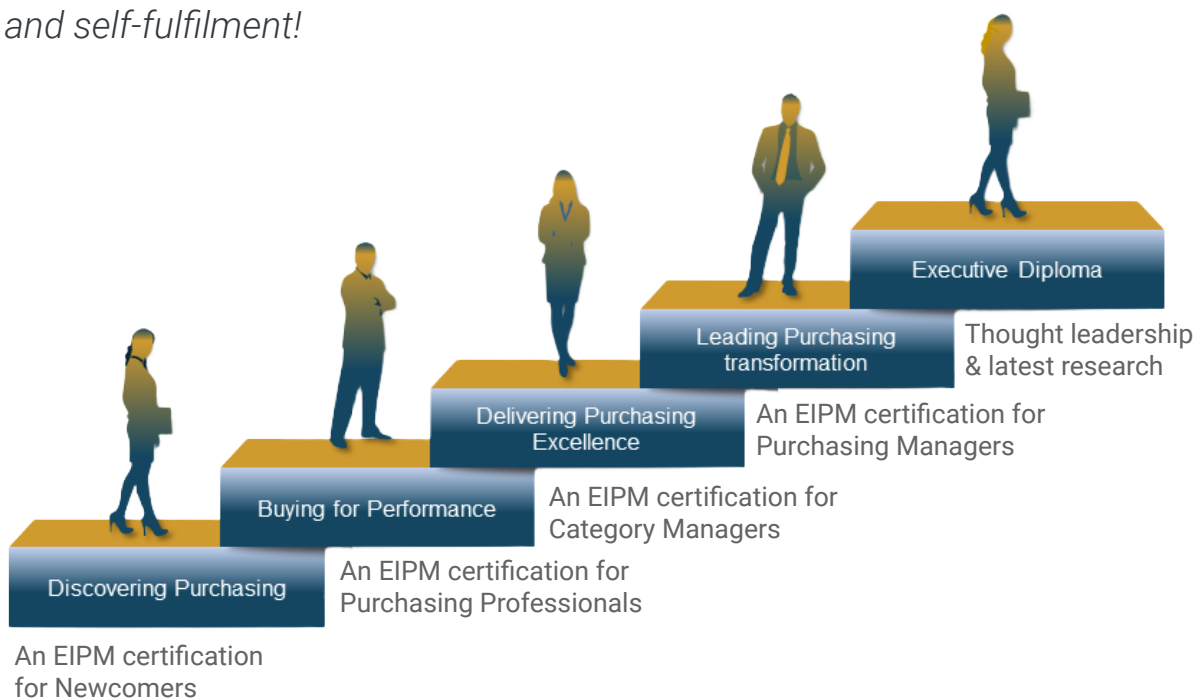 and self-fulfilment!
Executive Diploma
Thought leadership
& latest research
Leading Purchasing
transformation
An EIPM certification for
Purchasing Managers
Delivering Purchasing
Excellence
An EIPM certification for
Category Managers
Buying for Performance
An EIPM certification for
Purchasing Professionals
Discovering Purchasing
An EIPM certification
for Newcomers